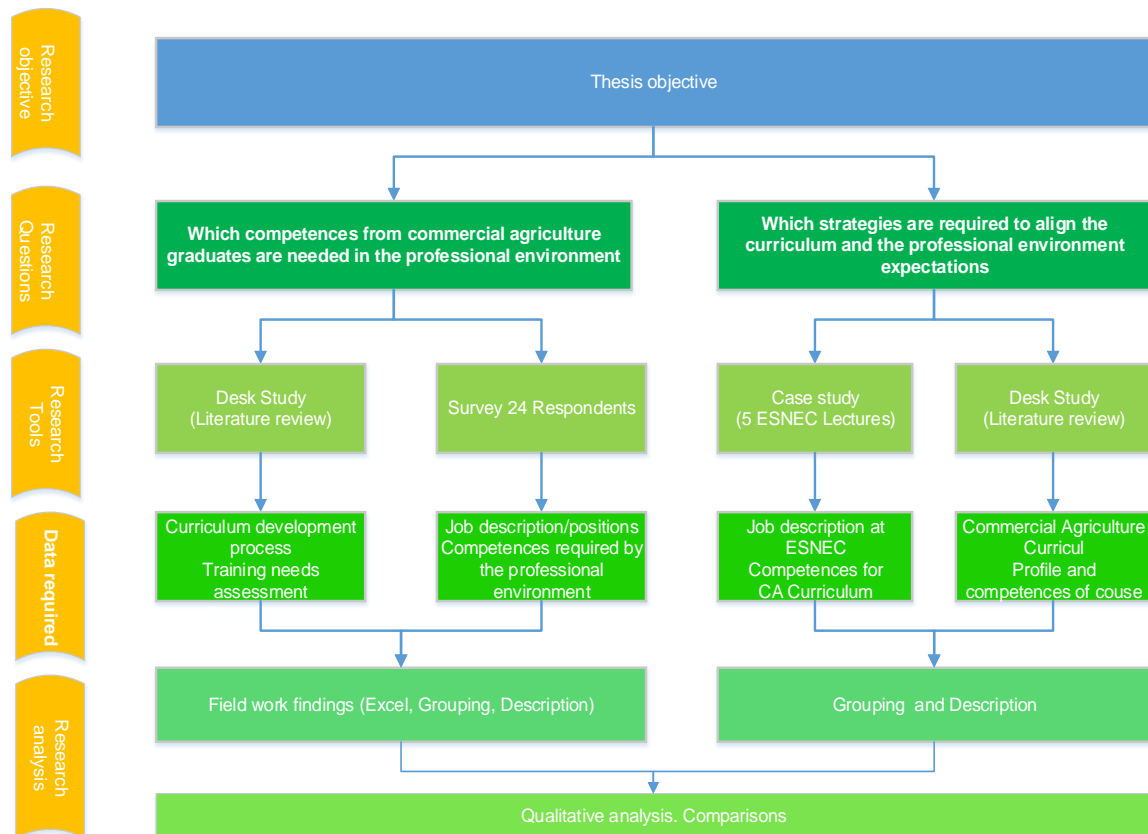 Research
objective
Thesis objective
Research
Questions
Which competences from commercial agriculture
graduates are needed in the professional environment
Which strategies are required to align the
curriculum and the professional environment
expectations
Research
Tools
Desk Study
(Literature review)
Survey 24 Respondents
Case study
(5 ESNEC Lectures)
Desk Study
(Literature review)
Data required
Curriculum development
process
Training needs
assessment
Job description/positions
Competences required by
the professional
environment
Job description at
ESNEC
Competences for
CA Curriculum
Commercial Agriculture
Curricul
Profile and
competences of couse
Research
analysis
Field work findings (Excel, Grouping, Description)
Grouping and Description
Qualitative analysis. Comparisons